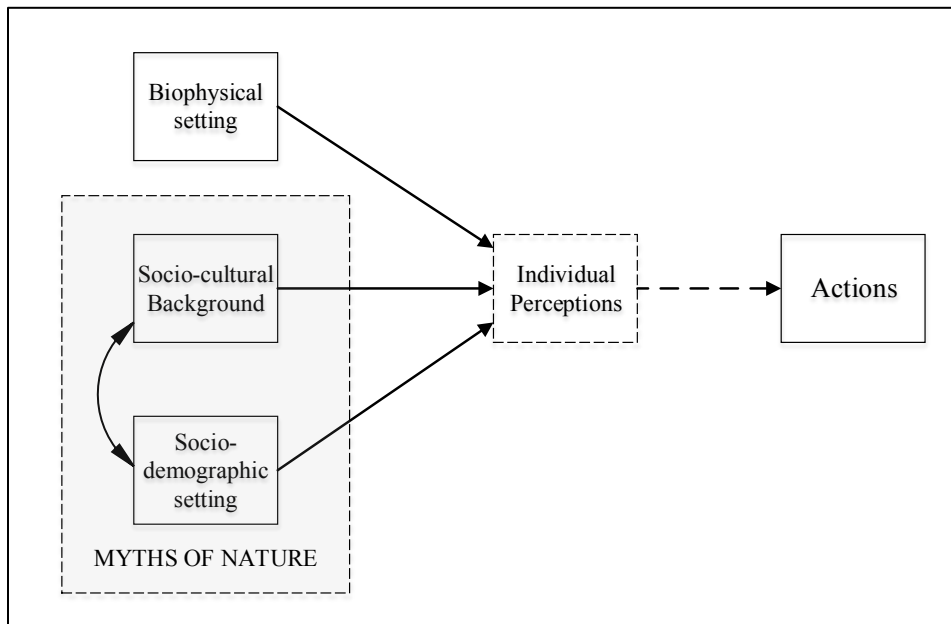 Biophysical
setting
Socio-cultural
Background
Individual
Perceptions
Actions
Socio-
demographic
setting
MYTHS OF NATURE